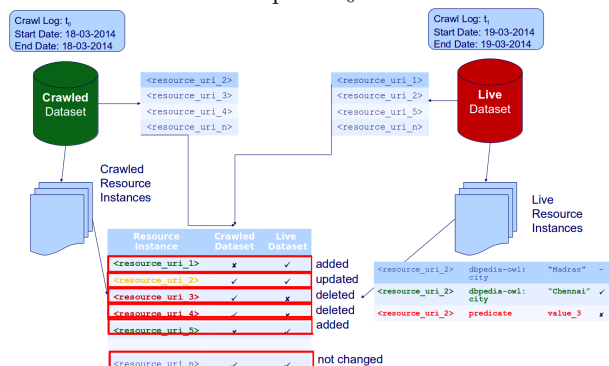 Crawl Log: t0
Start Date: 18-03-2014
End Date: 18-03-2014
Crawl Log: t1
Start Date: 19-03-2014
End Date: 19-03-2014
Crawled
Dataset
<resource_uri_2>
<resource_uri_3>
<resource_uri_4>
<resource_uri_n>
<resource_uri_1>
<resource_uri_2>
<resource_uri_5>
<resource_uri_n>
Live
Dataset
Crawled
Resource
Instances
Live
Resource
Instances
Resource Instance Crawled Dataset Live Dataset
<resource_uri_1> ✘ ✓ added
<resource_uri_2> ✓ ✓ updated
<resource_uri_3> ✓ ✘ deleted
<resource_uri_4> ✓ ✘ deleted
<resource_uri_5> ✘ ✓ added
<resource_uri_n> ✓ ✓ not changed
<resource_uri_2> dbpedia-owl: city "Madras" -
<resource_uri_2> dbpedia-owl: city "Chennai" ✓
<resource_uri_2> predicate value_3 ✘